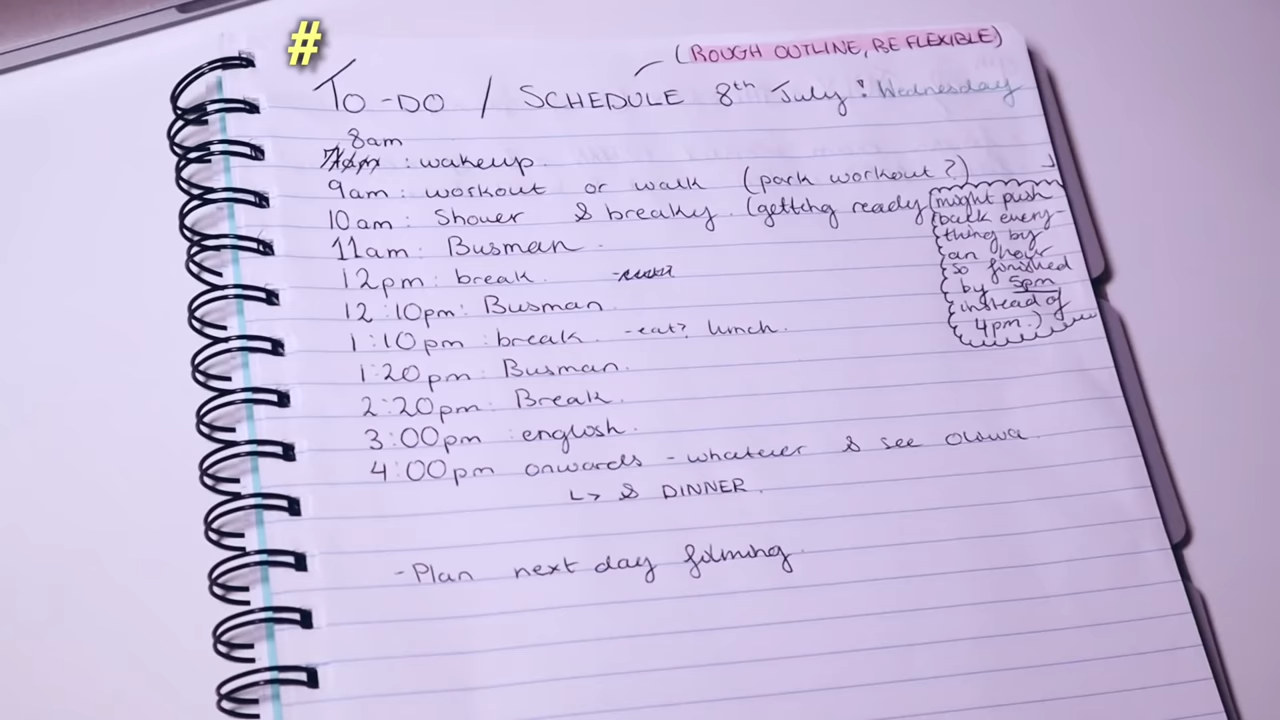 #
(ROUGH OUTLINE, BE FLEXIBLE)
TO-DO / SCHEDULE 8th July: Wednesday
8am
: wakeup.
9am: workout or walk (park workout?)
10am: Shower & breaky. (getting ready
(might push
back every-
thing by
an hour
so finished
by 5pm
instead of
4pm.)
11am: Busman.
12pm: break.
12:10pm: Busman.
1:10pm: break. -eat? lunch.
1:20pm: Busman.
2:20pm: Break.
3:00pm: english.
4:00pm onwards - whatever & see
↳ & DINNER.
-Plan next day filming.